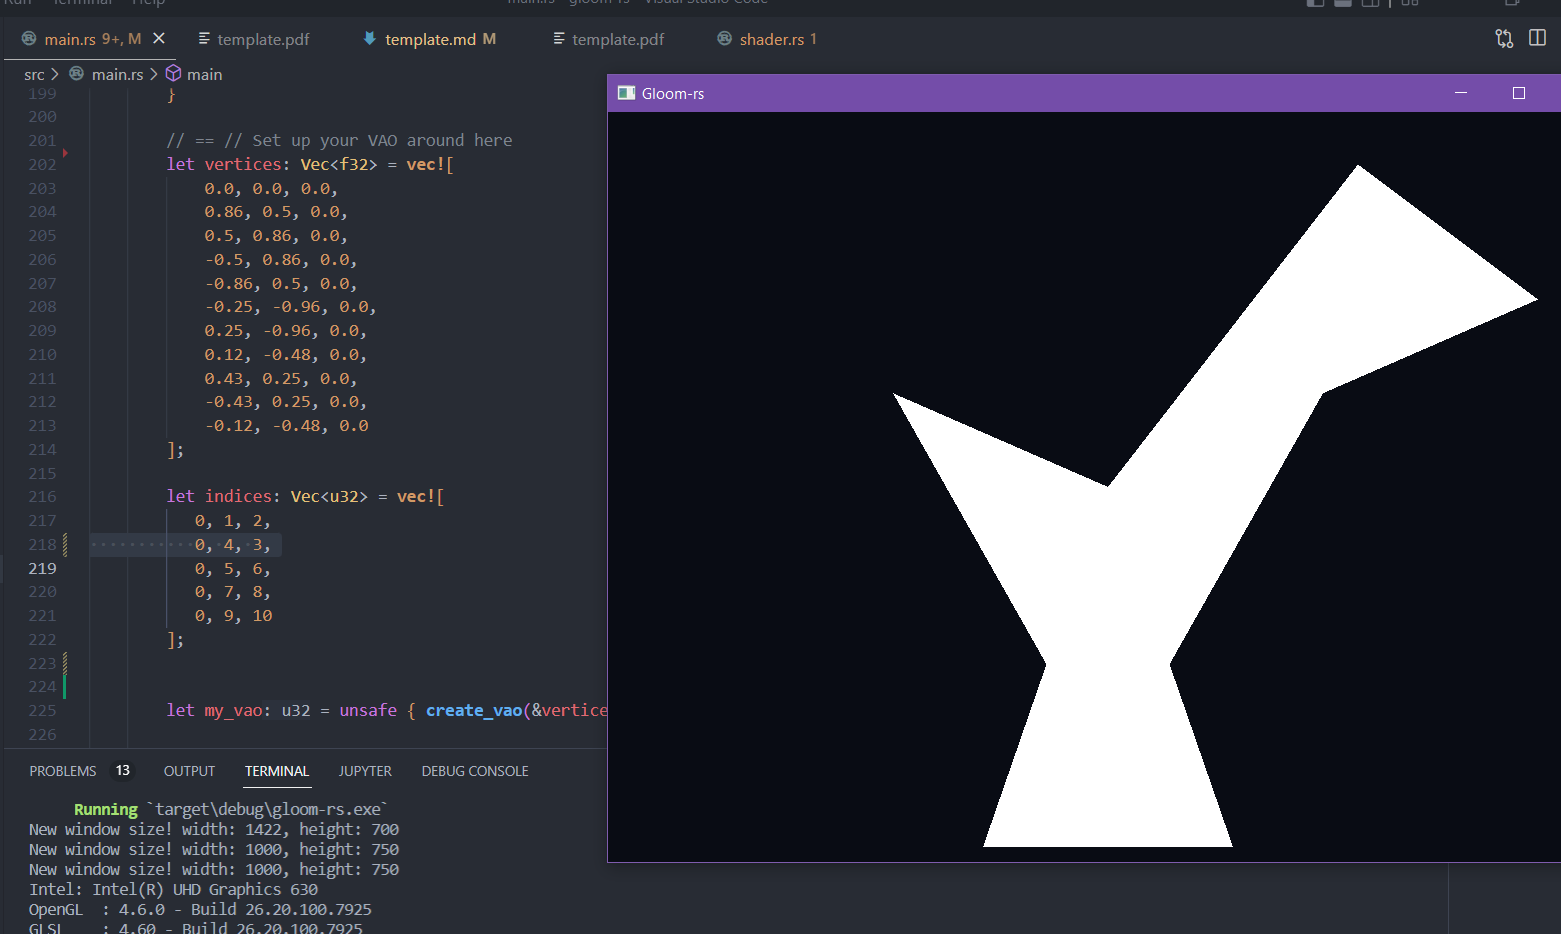 Run Terminal Help main.rs - gloom-rs - Visual Studio Code
main.rs 9+, M template.pdf template.md M template.pdf shader.rs 1
src > main.rs > main
Gloom-rs
199 }
200
201 // == // Set up your VAO around here
202 let vertices: Vec<f32> = vec![
203 0.0, 0.0, 0.0,
204 0.86, 0.5, 0.0,
205 0.5, 0.86, 0.0,
206 -0.5, 0.86, 0.0,
207 -0.86, 0.5, 0.0,
208 -0.25, -0.96, 0.0,
209 0.25, -0.96, 0.0,
210 0.12, -0.48, 0.0,
211 0.43, 0.25, 0.0,
212 -0.43, 0.25, 0.0,
213 -0.12, -0.48, 0.0
214 ];
215
216 let indices: Vec<u32> = vec![
217 0, 1, 2,
218 0, 4, 3,
219 0, 5, 6,
220 0, 7, 8,
221 0, 9, 10
222 ];
223
224
225 let my_vao: u32 = unsafe { create_vao(&vertice
226
PROBLEMS 13 OUTPUT TERMINAL JUPYTER DEBUG CONSOLE
Running `target\debug\gloom-rs.exe`
New window size! width: 1422, height: 700
New window size! width: 1000, height: 750
New window size! width: 1000, height: 750
Intel: Intel(R) UHD Graphics 630
OpenGL : 4.6.0 - Build 26.20.100.7925
GLSL : 4.60 - Build 26.20.100.7925